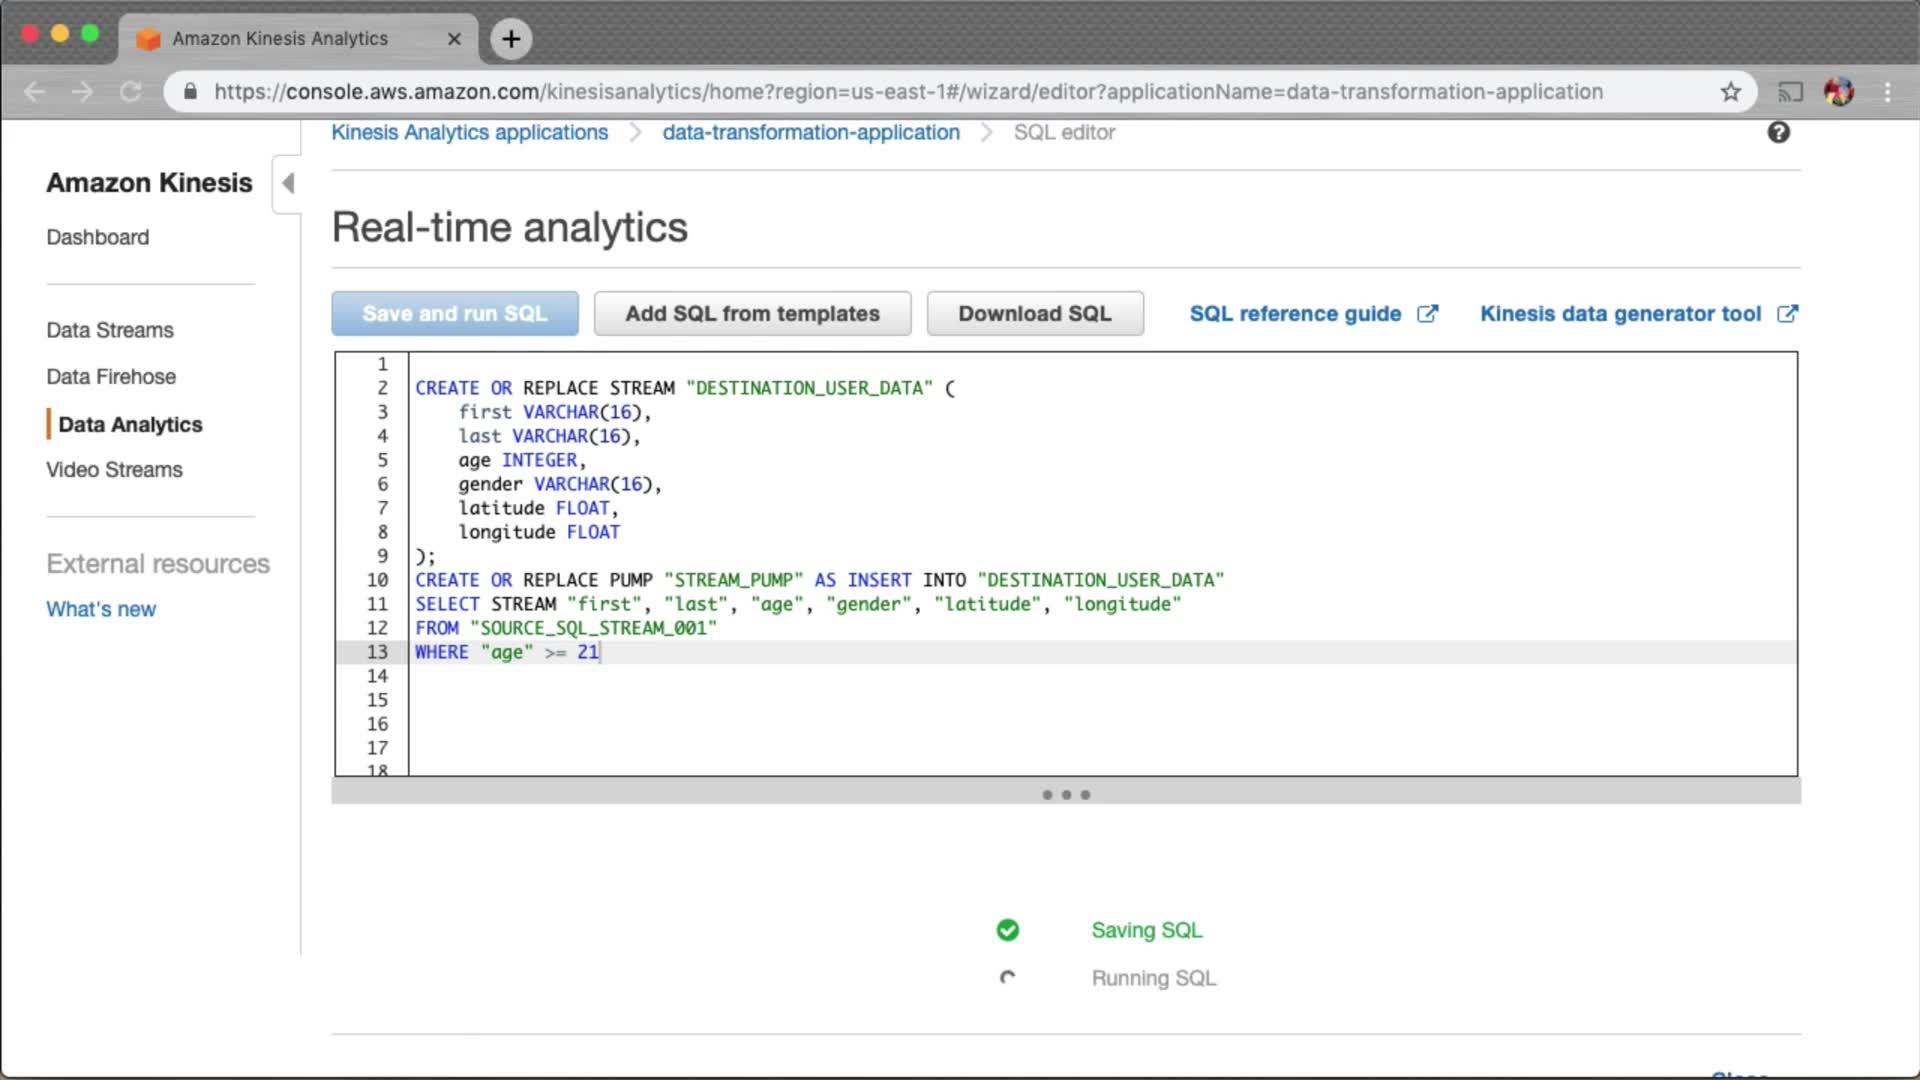 Amazon Kinesis Analytics
https://console.aws.amazon.com/kinesisanalytics/home?region=us-east-1#/wizard/editor?applicationName=data-transformation-application
Kinesis Analytics applications
data-transformation-application
SQL editor
Amazon Kinesis
Dashboard
Data Streams
Data Firehose
Data Analytics
Video Streams
External resources
What's new
Real-time analytics
Save and run SQL
Add SQL from templates
Download SQL
SQL reference guide
Kinesis data generator tool
1
2 CREATE OR REPLACE STREAM "DESTINATION_USER_DATA" (
3 first VARCHAR(16),
4 last VARCHAR(16),
5 age INTEGER,
6 gender VARCHAR(16),
7 latitude FLOAT,
8 longitude FLOAT
9 );
10 CREATE OR REPLACE PUMP "STREAM_PUMP" AS INSERT INTO "DESTINATION_USER_DATA"
11 SELECT STREAM "first", "last", "age", "gender", "latitude", "longitude"
12 FROM "SOURCE_SQL_STREAM_001"
13 WHERE "age" >= 21
14
15
16
17
18
Saving SQL
Running SQL